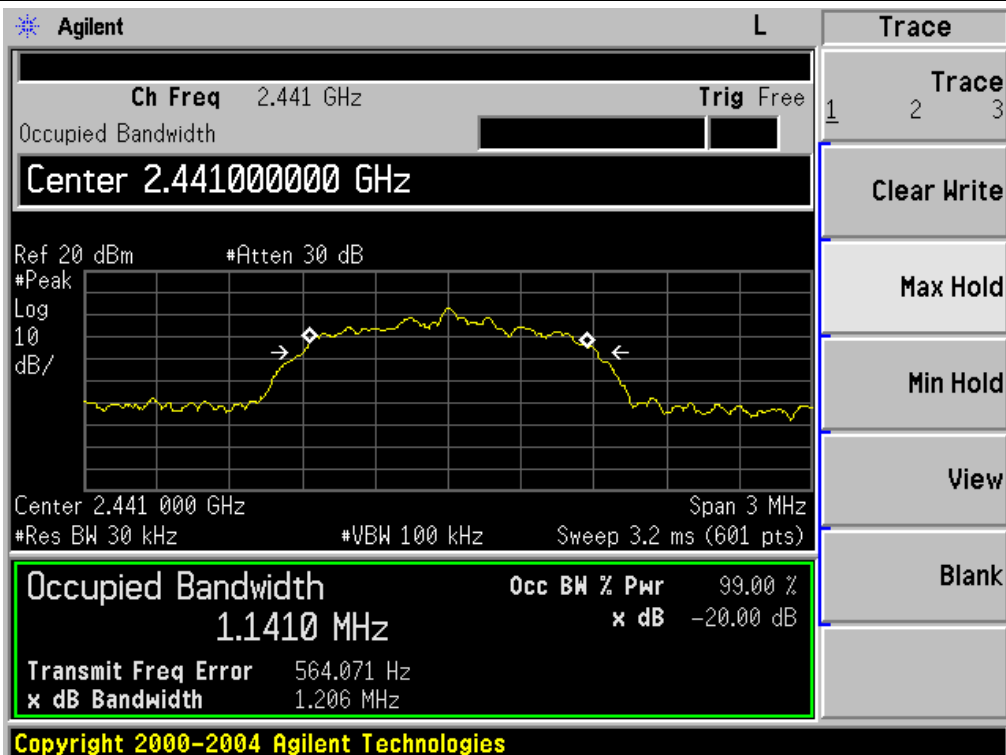 Agilent
L
Trace
Ch Freq 2.441 GHz
Trig Free
Occupied Bandwidth
Center 2.441000000 GHz
Ref 20 dBm
#Atten 30 dB
#Peak
Log
10
dB/
Center 2.441 000 GHz
Span 3 MHz
#Res BW 30 kHz
#VBW 100 kHz
Sweep 3.2 ms (601 pts)
Occupied Bandwidth
1.1410 MHz
Occ BW % Pwr 99.00 %
x dB -20.00 dB
Transmit Freq Error 564.071 Hz
x dB Bandwidth 1.206 MHz
Copyright 2000-2004 Agilent Technologies
Trace
1 2 3
Clear Write
Max Hold
Min Hold
View
Blank